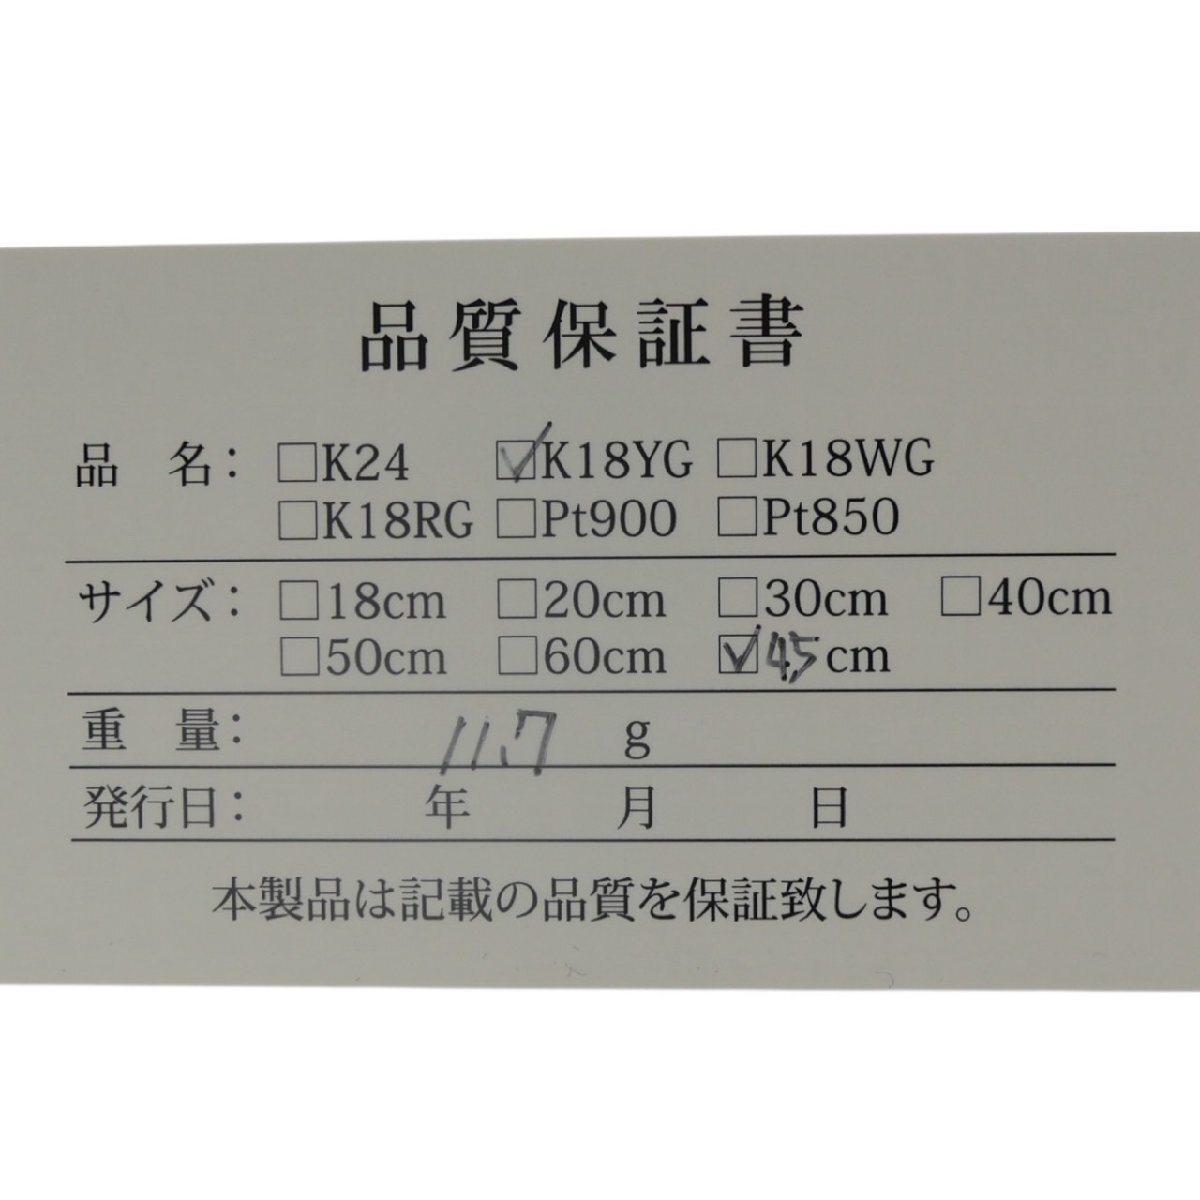 品質保証書
品 名： □K24 ☑K18YG □K18WG
□K18RG □Pt900 □Pt850
サイズ： □18cm □20cm □30cm □40cm
□50cm □60cm ☑45cm
重 量： 11.7 g
発行日： 年 月 日
本製品は記載の品質を保証致します。